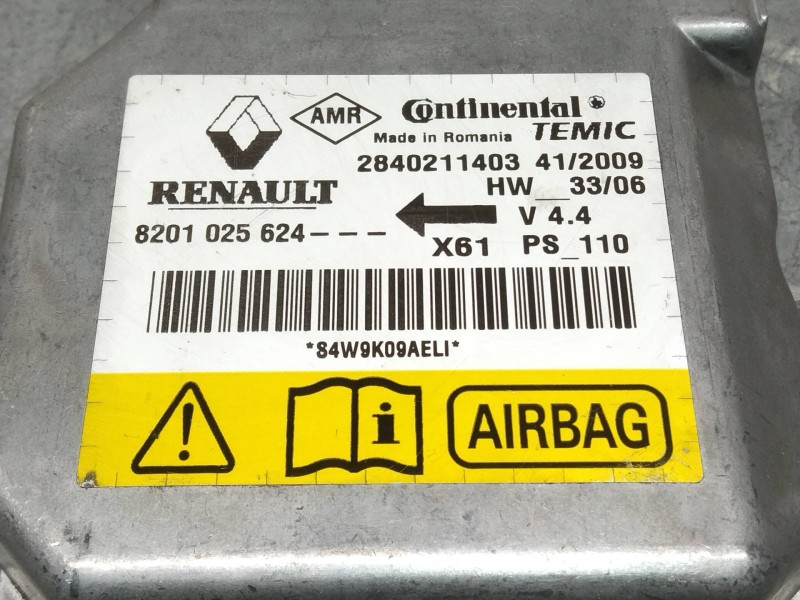 AMR Continental
Made in Romania TEMIC
2840211403 41/2009
RENAULT HW__33/06
V 4.4
8201 025 624---
X61 PS_110
*84W9K09AELI*
AIRBAG